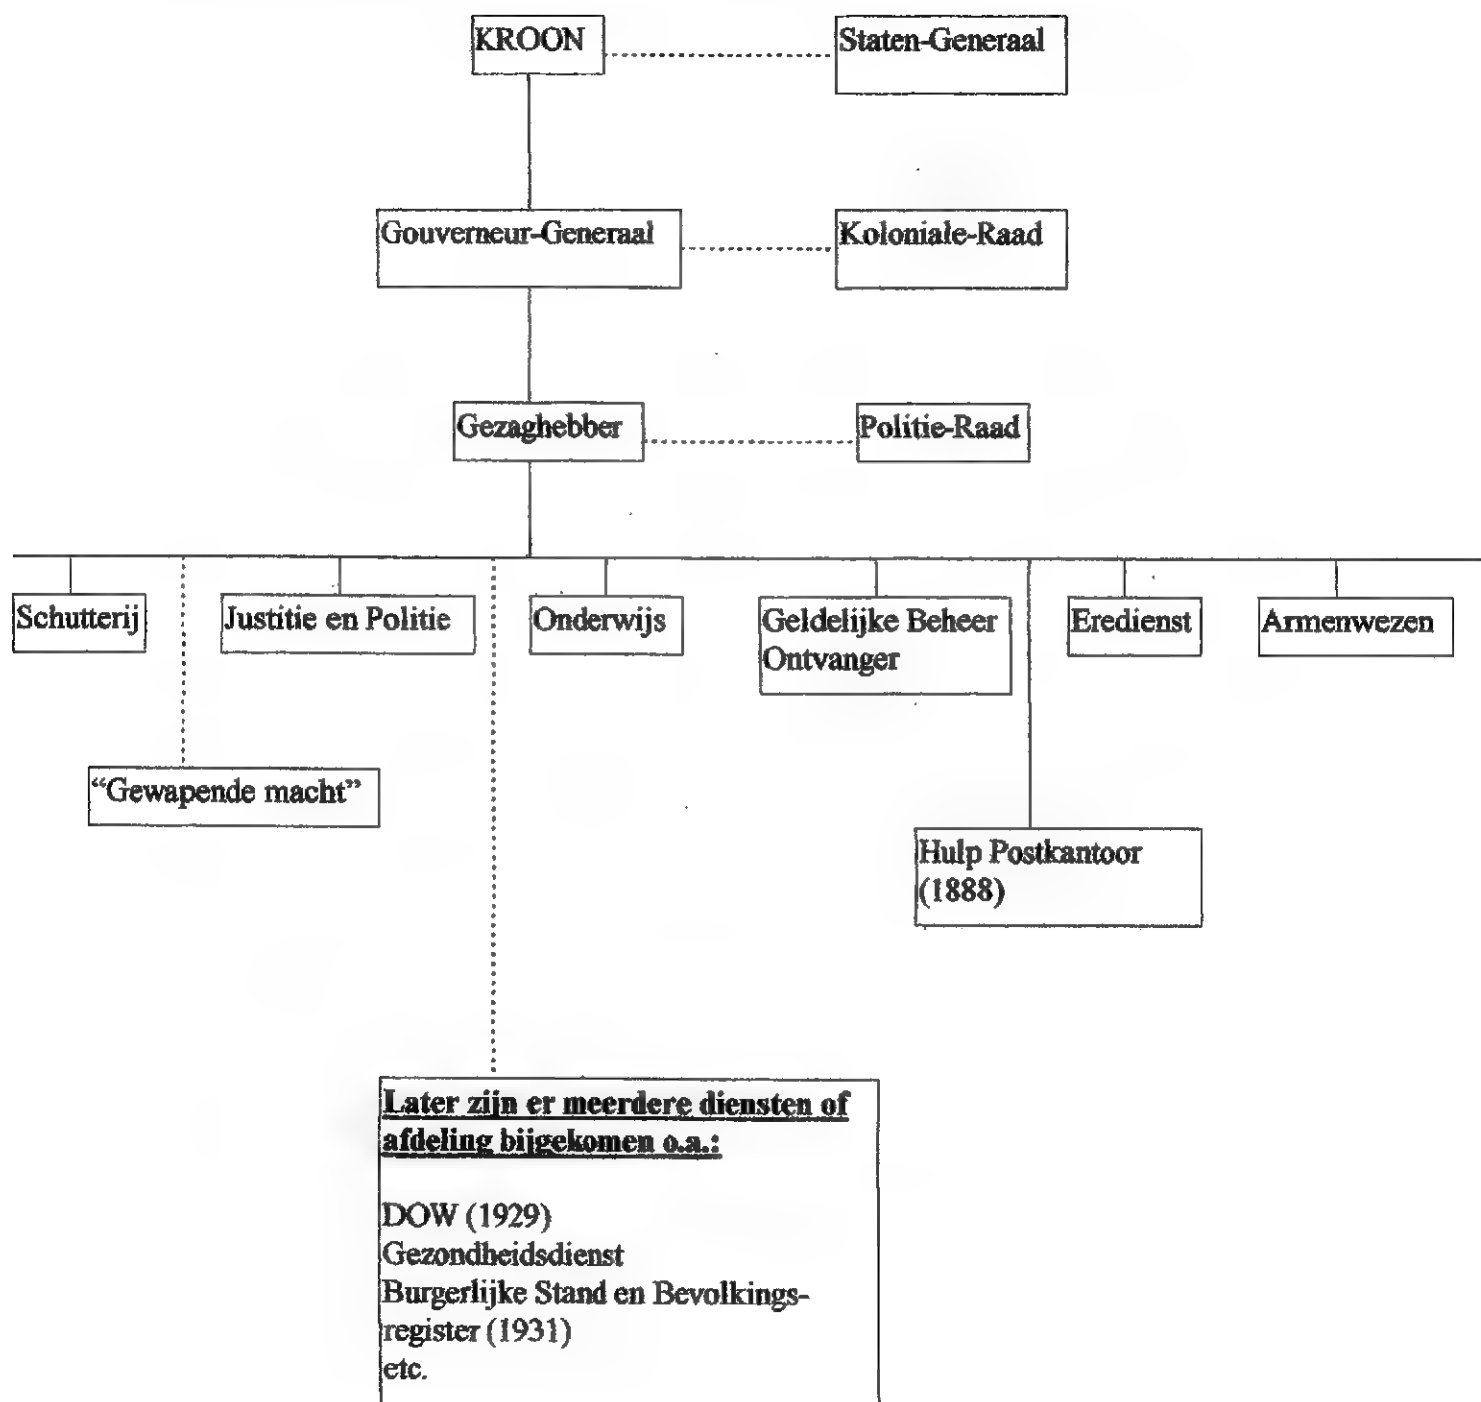 KROON
Staten-Generaal
Gouverneur-Generaal
Koloniale-Raad
Gezaghebber
Politie-Raad
Schutterij
Justitie en Politie
Onderwijs
Geldelijke Beheer
Ontvanger
Eredienst
Armenwezen
“Gewapende macht”
Hulp Postkantoor
(1888)
Later zijn er meerdere diensten of
afdeling bijgekomen o.a.:
DOW (1929)
Gezondheidsdienst
Burgerlijke Stand en Bevolkings-
register (1931)
etc.